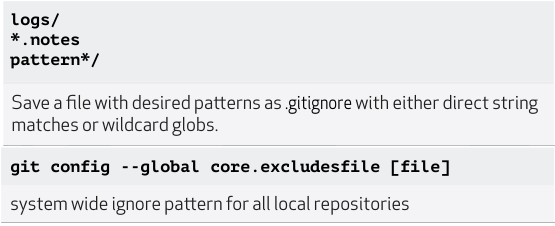 logs/
*.notes
pattern*/
Save a file with desired patterns as .gitignore with either direct string
matches or wildcard globs.
git config --global core.excludesfile [file]
system wide ignore pattern for all local repositories